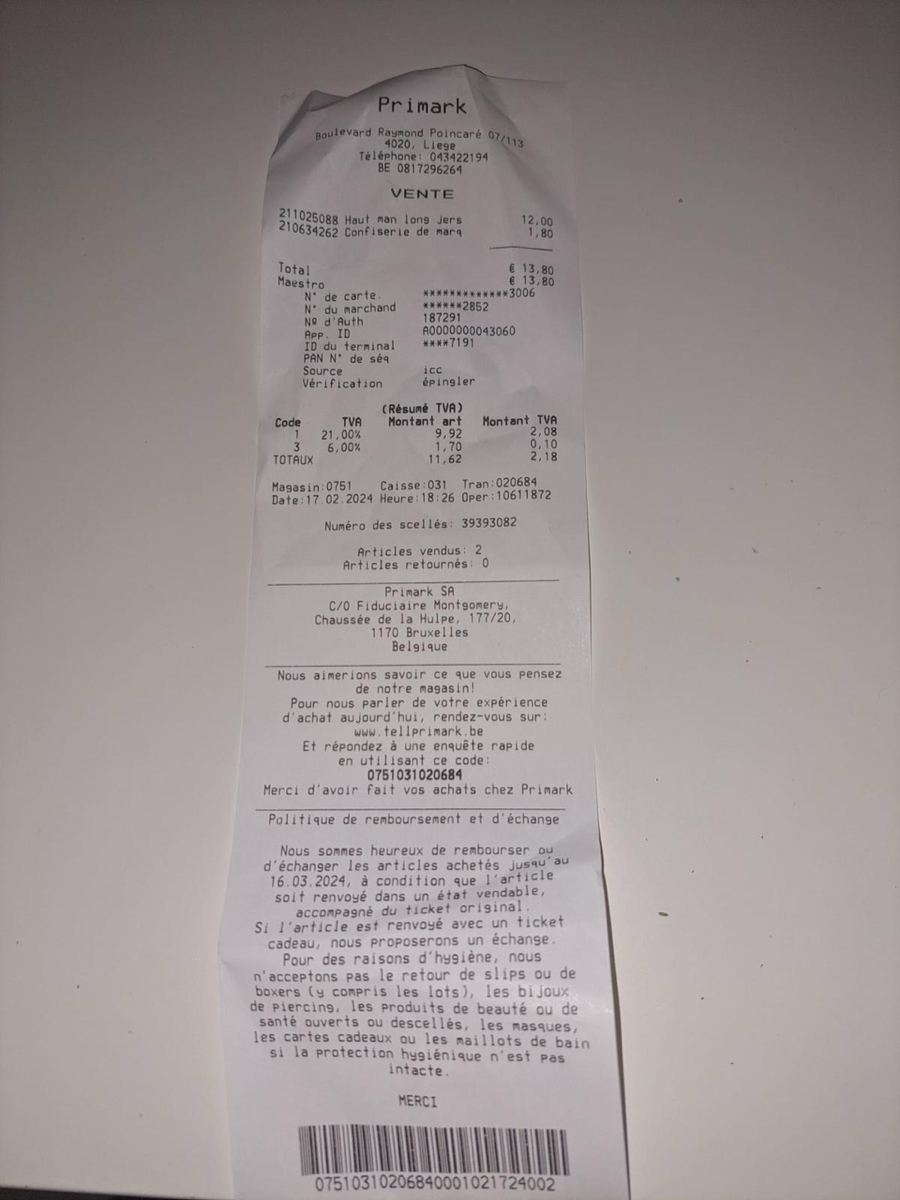 Primark
Boulevard Raymond Poincaré 07/113
4020, Liege
Téléphone: 043422194
BE 0817296264
VENTE
211025088 Haut man long Jers 12,00
210634262 Confiserie de marq 1,80
Total € 13,80
Maestro € 13,80
N° de carte. *************3006
N° du marchand ******2852
Nº d'Auth 187291
App. ID A0000000043060
ID du terminal ****7191
PAN N° de séq
Source icc
Vérification épingler
(Résumé TVA)
Code TVA Montant art Montant TVA
1 21,00% 9,92 2,08
3 6,00% 1,70 0,10
TOTAUX 11,62 2,18
Magasin:0751 Caisse:031 Tran:020684
Date:17.02.2024 Heure:18:26 Oper:10611872
Numéro des scellés: 39393082
Articles vendus: 2
Articles retournés: 0
Primark SA
C/O Fiduciaire Montgomery,
Chaussée de la Hulpe, 177/20,
1170 Bruxelles
Belgique
Nous aimerions savoir ce que vous pensez
de notre magasin!
Pour nous parler de votre expérience
d'achat aujourd'hui, rendez-vous sur:
www.tellprimark.be
Et répondez à une enquête rapide
en utilisant ce code:
0751031020684
Merci d'avoir fait vos achats chez Primark
Politique de remboursement et d'échange
Nous sommes heureux de rembourser ou
d'échanger les articles achetés jusqu'au
16.03.2024, à condition que l'article
soit renvoyé dans un état vendable,
accompagné du ticket original.
Si l'article est renvoyé avec un ticket
cadeau, nous proposerons un échange.
Pour des raisons d'hygiène, nous
n'acceptons pas le retour de slips ou de
boxers (y compris les lots), les bijoux
de piercing, les produits de beauté ou de
santé ouverts ou descellés, les masques,
les cartes cadeaux ou les maillots de bain
si la protection hygiénique n'est pas
intacte.
MERCI
075103102068400010217​24002